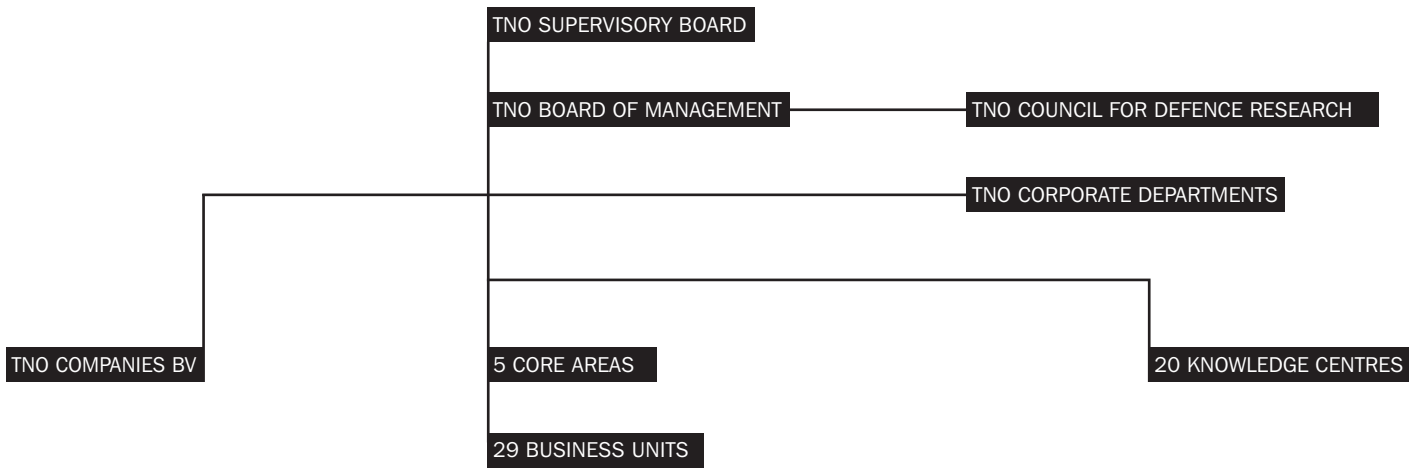 TNO SUPERVISORY BOARD
TNO BOARD OF MANAGEMENT
TNO COUNCIL FOR DEFENCE RESEARCH
TNO CORPORATE DEPARTMENTS
TNO COMPANIES BV
5 CORE AREAS
20 KNOWLEDGE CENTRES
29 BUSINESS UNITS